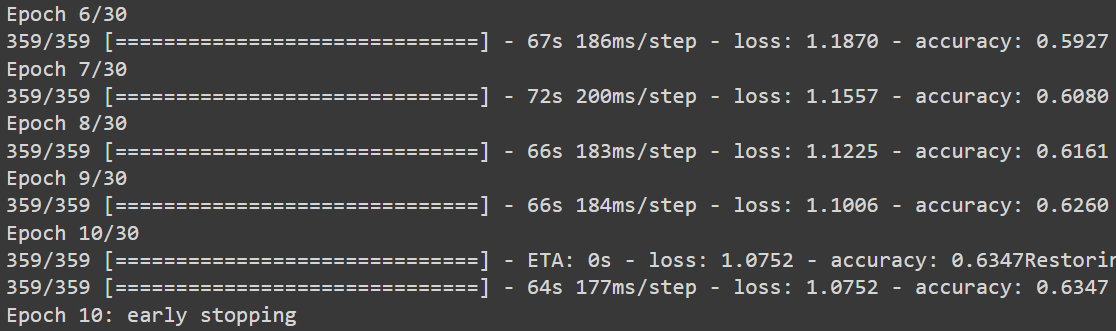 Epoch 6/30
359/359 [==============================] - 67s 186ms/step - loss: 1.1870 - accuracy: 0.5927
Epoch 7/30
359/359 [==============================] - 72s 200ms/step - loss: 1.1557 - accuracy: 0.6080
Epoch 8/30
359/359 [==============================] - 66s 183ms/step - loss: 1.1225 - accuracy: 0.6161
Epoch 9/30
359/359 [==============================] - 66s 184ms/step - loss: 1.1006 - accuracy: 0.6260
Epoch 10/30
359/359 [==============================] - ETA: 0s - loss: 1.0752 - accuracy: 0.6347Restorin
359/359 [==============================] - 64s 177ms/step - loss: 1.0752 - accuracy: 0.6347
Epoch 10: early stopping